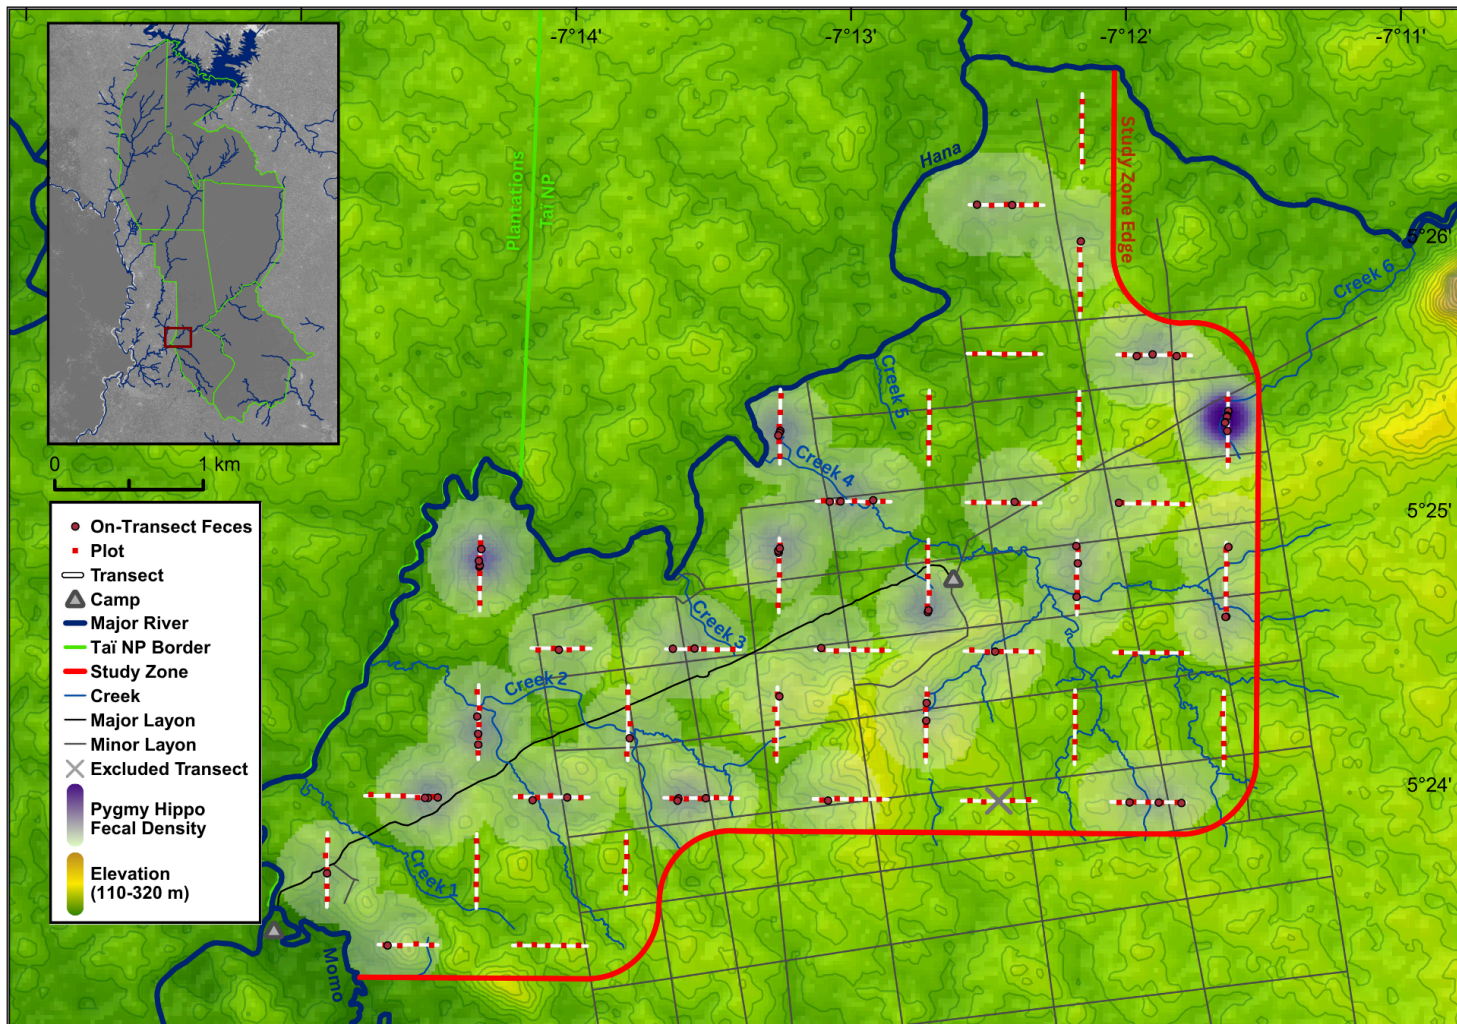 -7°14'
-7°13'
-7°12'
-7°11'
Hana
Study Zone Edge
Plantations
Taï NP
5°26'
Creek 6
Creek 5
0 1 km
Creek 4
5°25'
On-Transect Feces
Plot
Transect
Camp
Major River
Taï NP Border
Study Zone
Creek
Major Layon
Minor Layon
Excluded Transect
Pygmy Hippo
Fecal Density
Elevation
(110-320 m)
Creek 3
Creek 2
5°24'
Creek 1
Momo